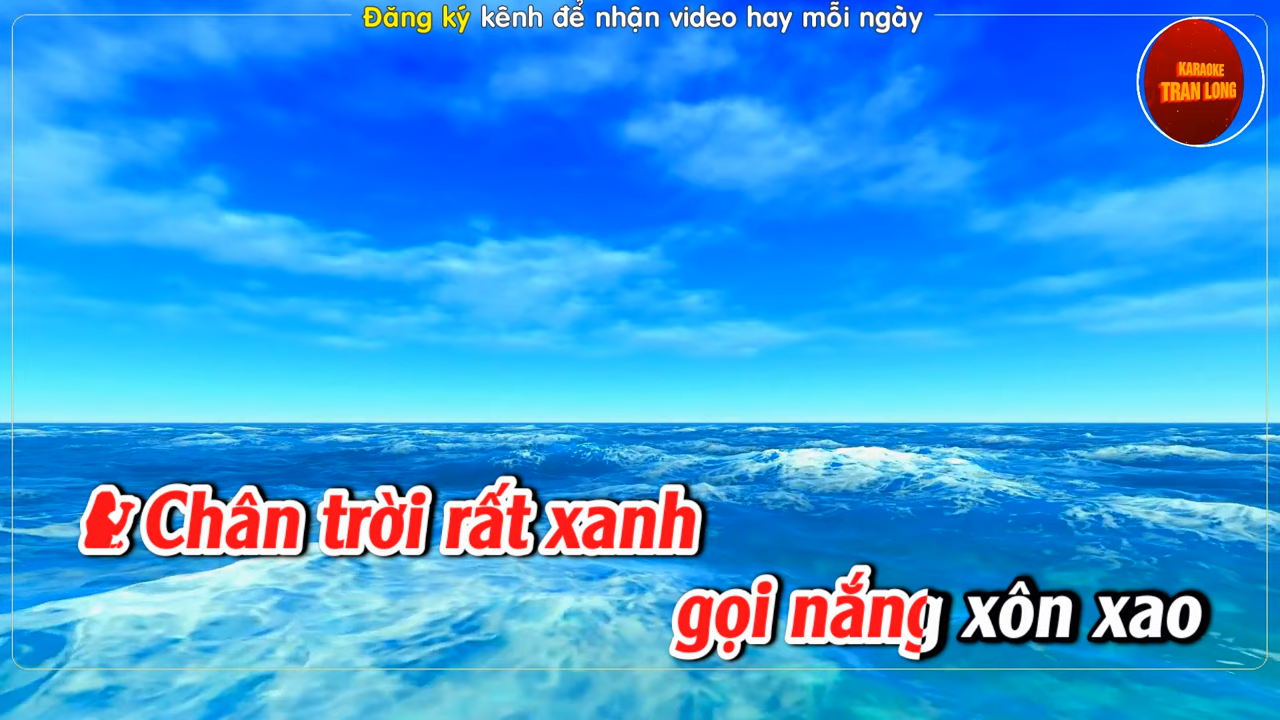 Đăng ký kênh để nhận video hay mỗi ngày
KARAOKE
TRAN LONG
Chân trời rất xanh
gọi nắng xôn xao